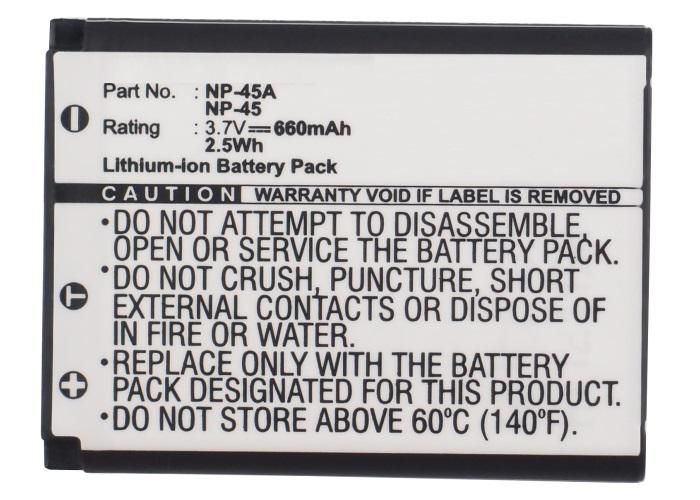 Part No. : NP-45A
NP-45
Rating : 3.7V⎓660mAh
2.5Wh
Lithium-ion Battery Pack
CAUTION WARRANTY VOID IF LABEL IS REMOVED
•DO NOT ATTEMPT TO DISASSEMBLE,
OPEN OR SERVICE THE BATTERY PACK.
•DO NOT CRUSH, PUNCTURE, SHORT
EXTERNAL CONTACTS OR DISPOSE OF
IN FIRE OR WATER.
•REPLACE ONLY WITH THE BATTERY
PACK DESIGNATED FOR THIS PRODUCT.
•DO NOT STORE ABOVE 60ºC (140ºF).
T
+